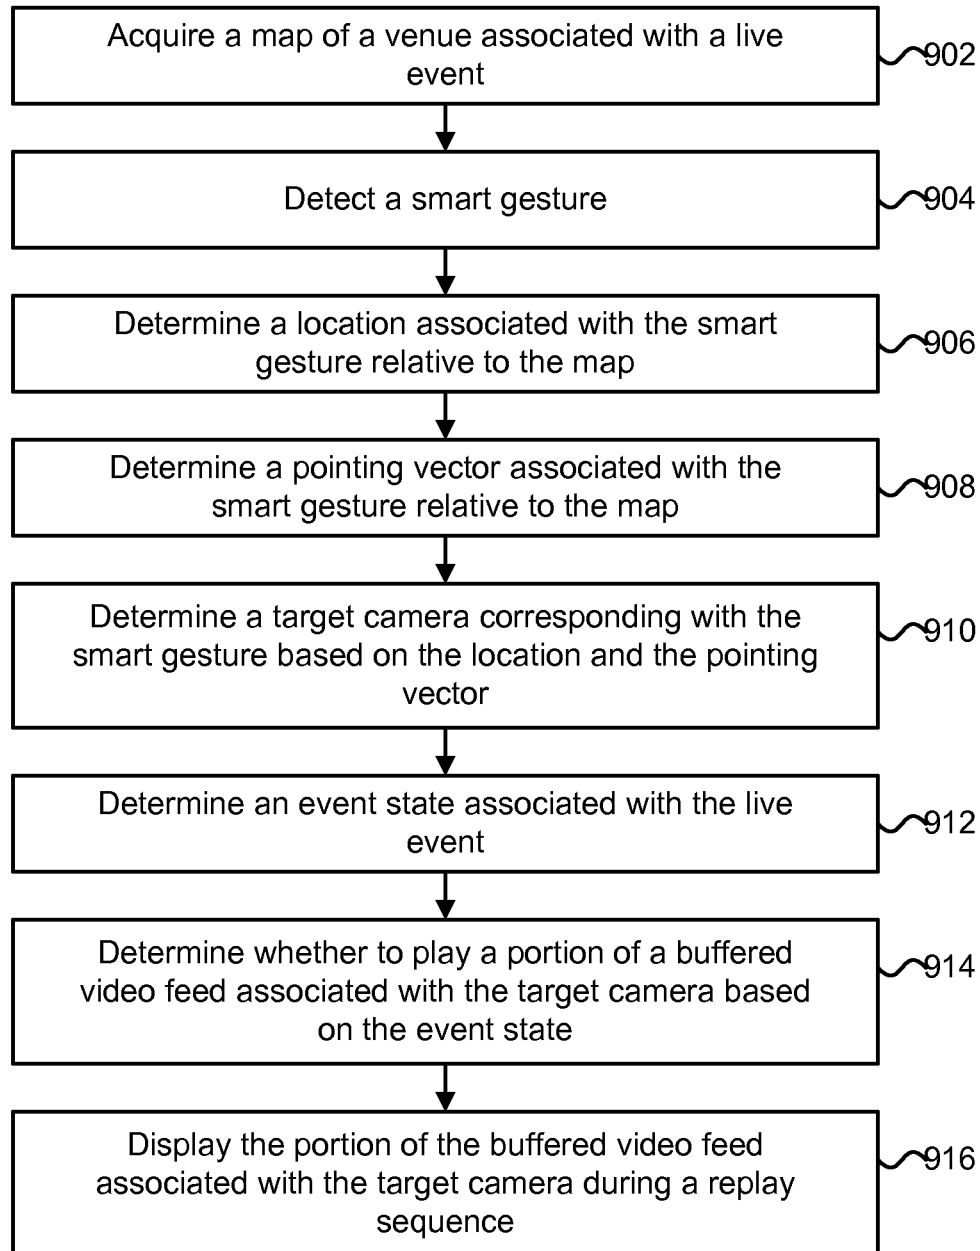 Acquire a map of a venue associated with a live
event
902
Detect a smart gesture
904
Determine a location associated with the smart
gesture relative to the map
906
Determine a pointing vector associated with the
smart gesture relative to the map
908
Determine a target camera corresponding with the
smart gesture based on the location and the pointing
vector
910
Determine an event state associated with the live
event
912
Determine whether to play a portion of a buffered
video feed associated with the target camera based
on the event state
914
Display the portion of the buffered video feed
associated with the target camera during a replay
sequence
916